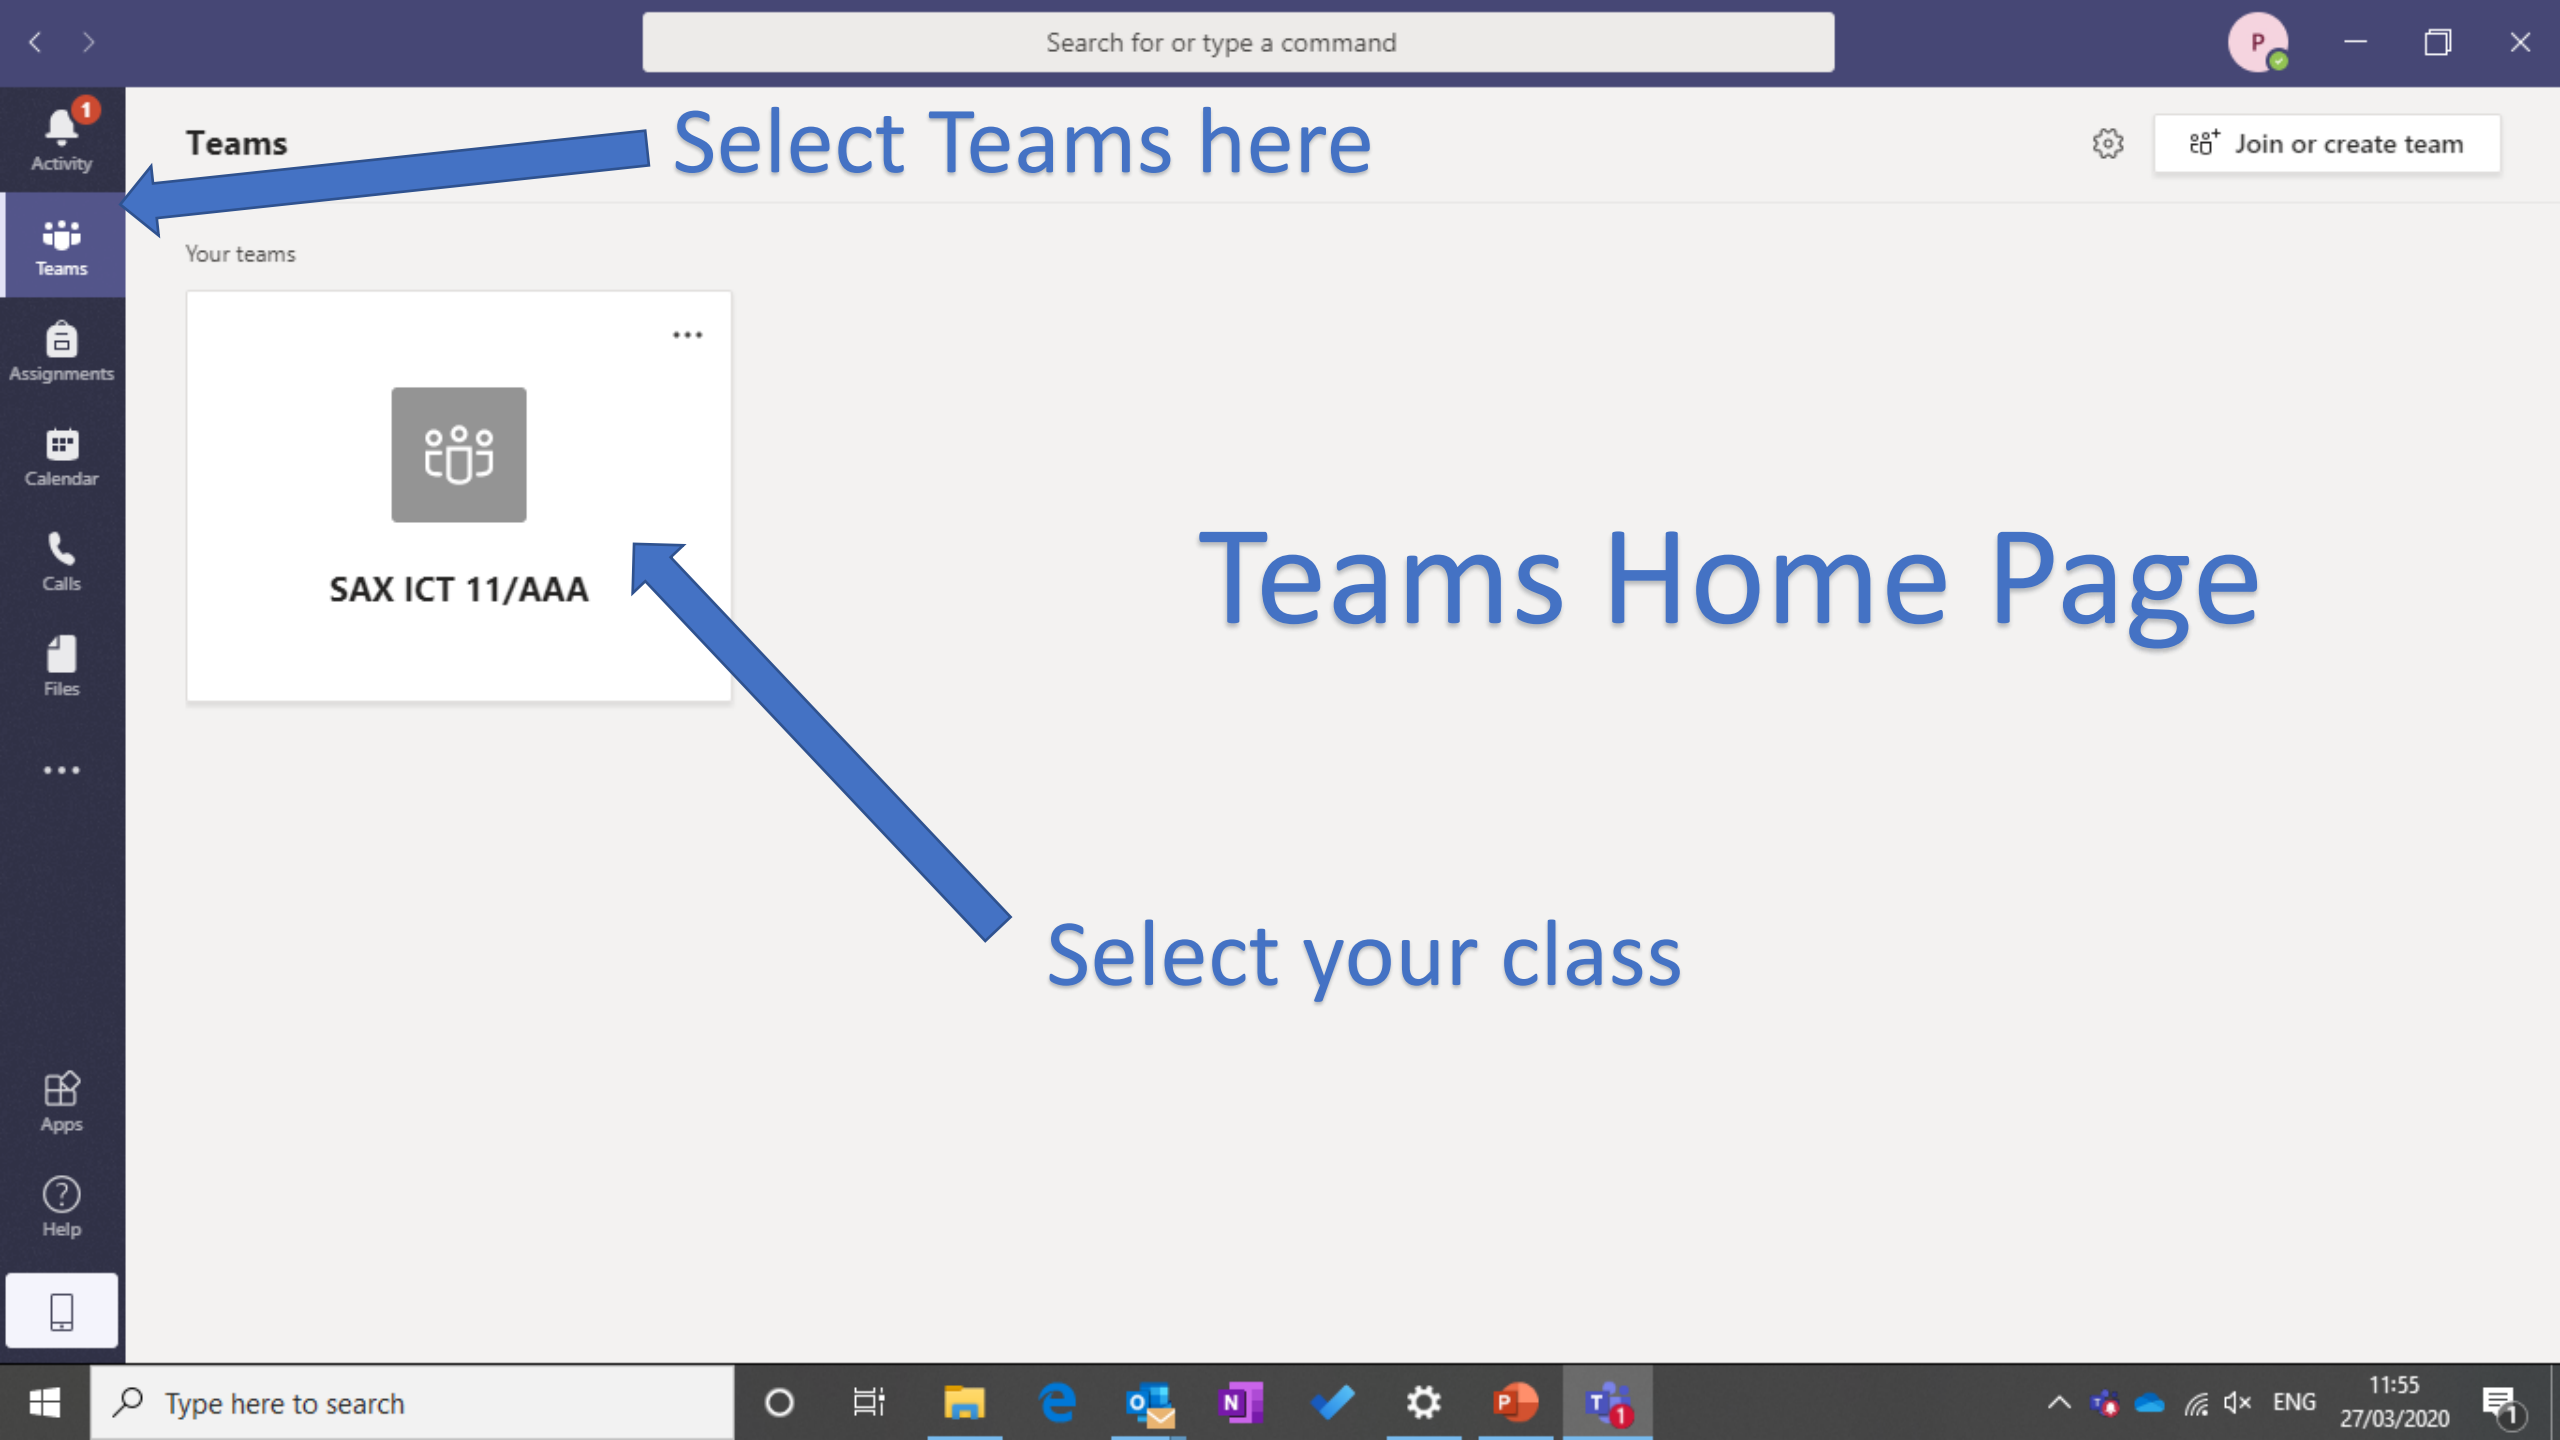 Search for or type a command
P
1
Activity
Teams
Select Teams here
Join or create team
Teams
Your teams
Assignments
SAX ICT 11/AAA
Calendar
Calls
Files
Teams Home Page
Select your class
Apps
Help
Type here to search
ENG
11:55
27/03/2020
1